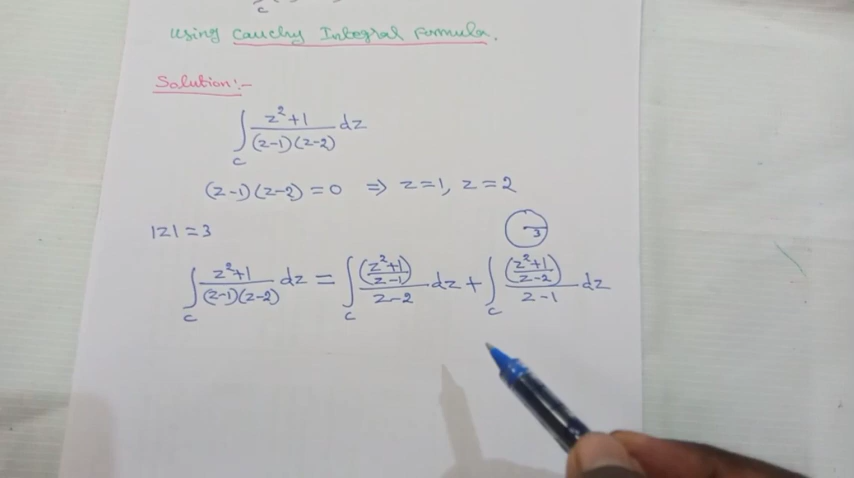 C
Using Cauchy Integral Formula.
Solution:-
∫_C (z²+1)/((z-1)(z-2)) dz
(z-1)(z-2) = 0 ⇒ z=1, z=2
|z| = 3
3
∫_C (z²+1)/((z-1)(z-2)) dz = ∫_C ((z²+1)/(z-1))/(z-2) dz + ∫_C ((z²+1)/(z-2))/(z-1) dz